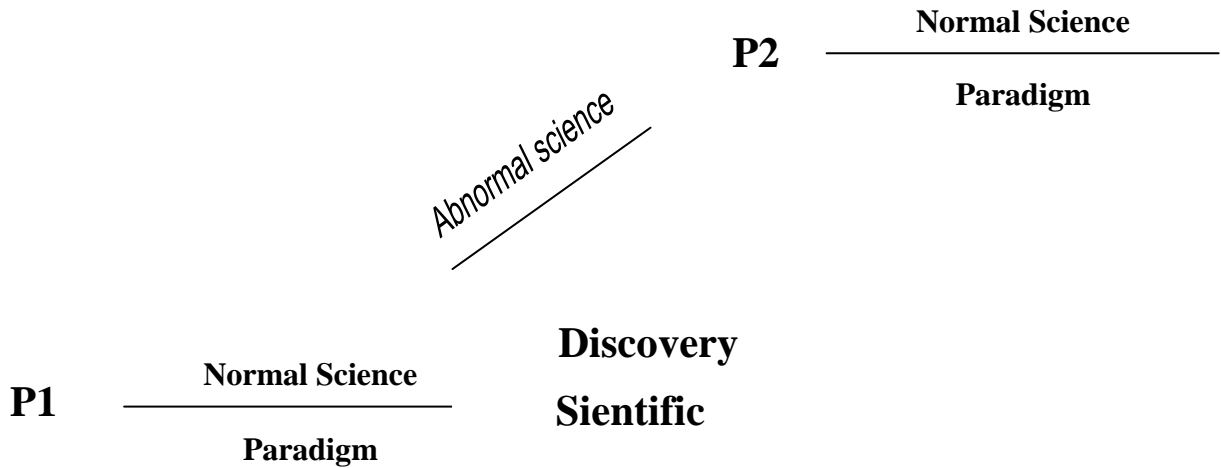 Normal Science
P2
Paradigm
Abnormal science
Discovery
Sientific
Normal Science
P1
Paradigm